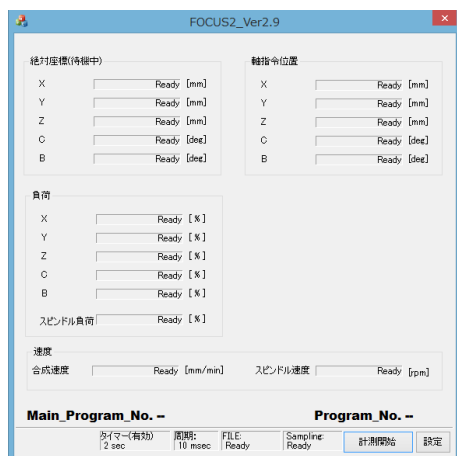 FOCUS2_Ver2.9
絶対座標(待機中)
X Ready [mm]
Y Ready [mm]
Z Ready [mm]
C Ready [deg]
B Ready [deg]
軸指令位置
X Ready [mm]
Y Ready [mm]
Z Ready [mm]
C Ready [deg]
B Ready [deg]
負荷
X Ready [%]
Y Ready [%]
Z Ready [%]
C Ready [%]
B Ready [%]
スピンドル負荷 Ready [%]
速度
合成速度 Ready [mm/min] スピンドル速度 Ready [rpm]
Main_Program_No. -- Program_No. --
タイマー(有効) 周期: FILE: Sampling:
2 sec 10 msec Ready Ready
計測開始 設定